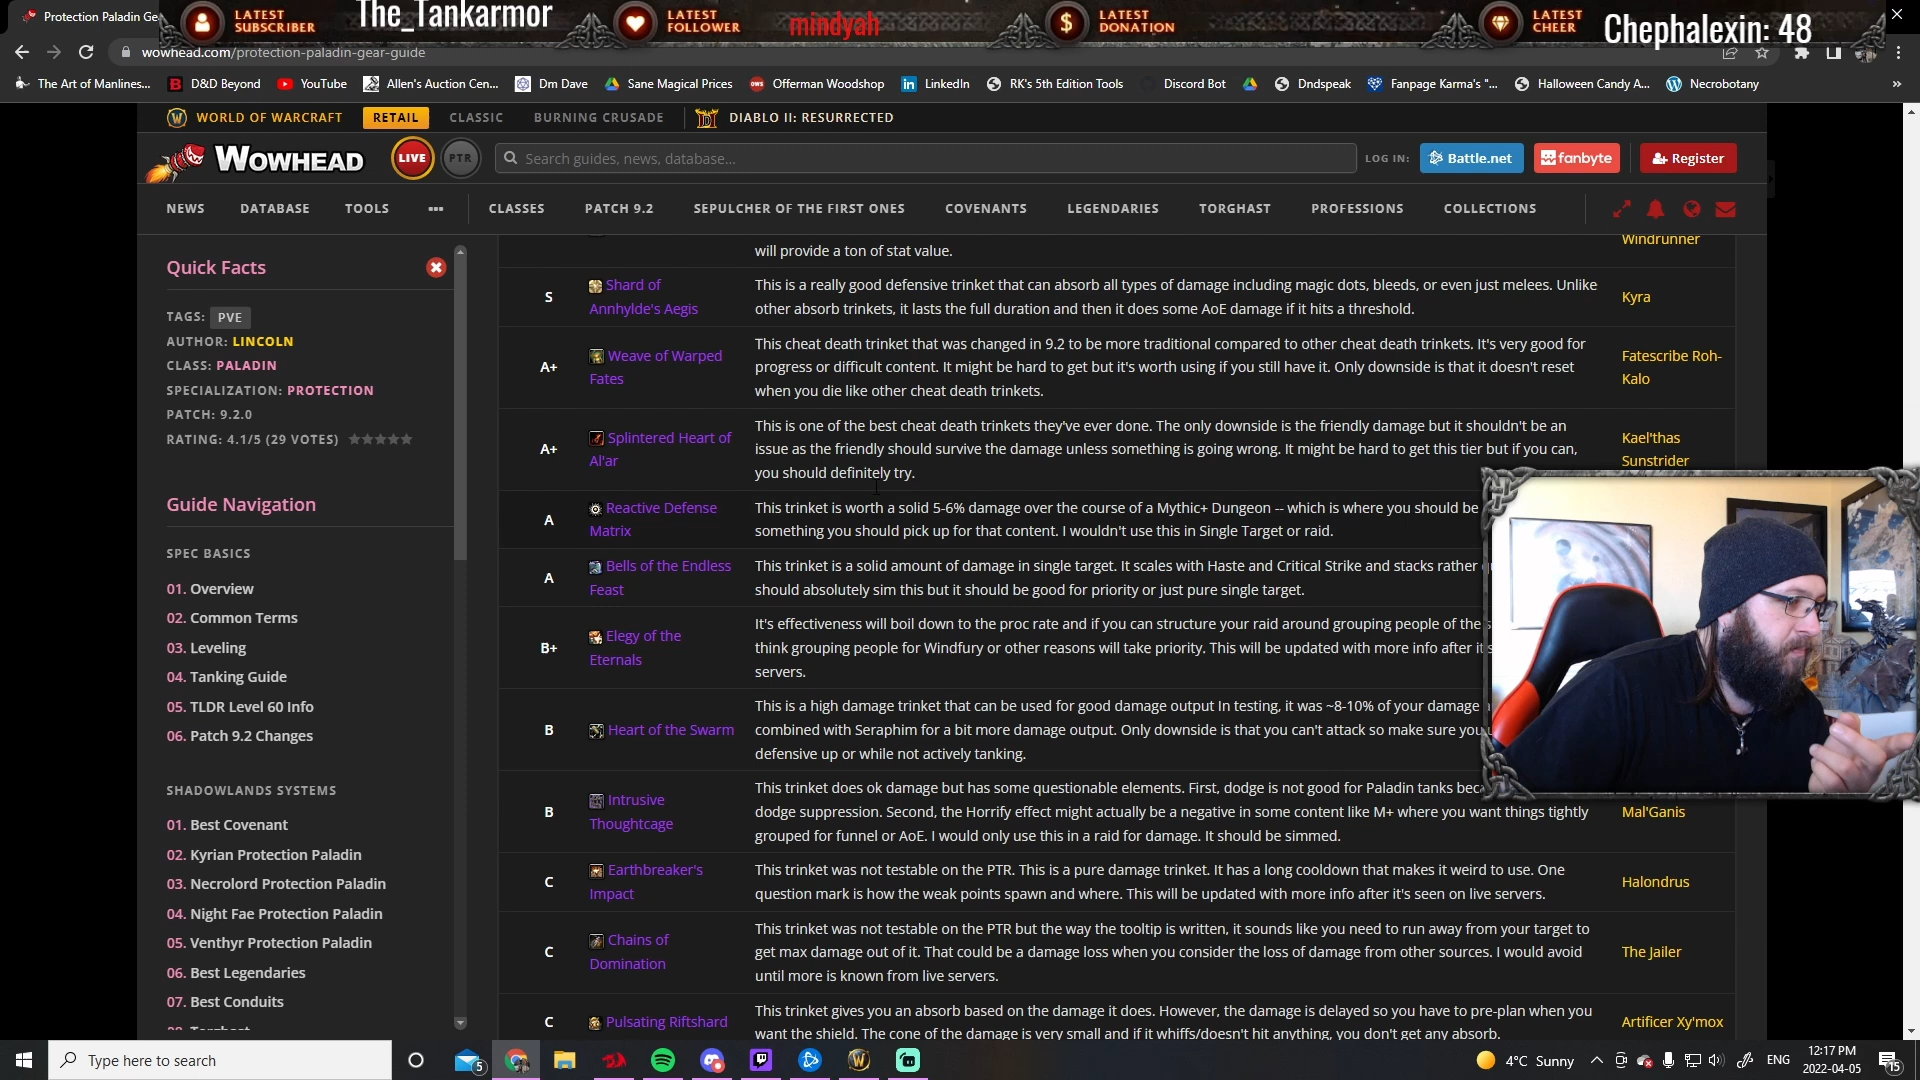 Protection Paladin Ge
LATEST SUBSCRIBER
The_Tankarmor
LATEST FOLLOWER
mindyah
LATEST DONATION
LATEST CHEER
Chephalexin: 48
wowhead.com/protection-paladin-gear-guide
The Art of Manlines...
D&D Beyond
YouTube
Allen's Auction Cen...
Dm Dave
Sane Magical Prices
Offerman Woodshop
LinkedIn
RK's 5th Edition Tools
Discord Bot
Dndspeak
Fanpage Karma's "...
Halloween Candy A...
Necrobotany
»
WORLD OF WARCRAFT
RETAIL
CLASSIC
BURNING CRUSADE
DIABLO II: RESURRECTED
WOWHEAD
LIVE
PTR
Search guides, news, database...
LOG IN:
Battle.net
fanbyte
Register
NEWS
DATABASE
TOOLS
•••
CLASSES
PATCH 9.2
SEPULCHER OF THE FIRST ONES
COVENANTS
LEGENDARIES
TORGHAST
PROFESSIONS
COLLECTIONS
Quick Facts
TAGS: PVE
AUTHOR: LINCOLN
CLASS: PALADIN
SPECIALIZATION: PROTECTION
PATCH: 9.2.0
RATING: 4.1/5 (29 VOTES)
Guide Navigation
SPEC BASICS
01. Overview
02. Common Terms
03. Leveling
04. Tanking Guide
05. TLDR Level 60 Info
06. Patch 9.2 Changes
SHADOWLANDS SYSTEMS
01. Best Covenant
02. Kyrian Protection Paladin
03. Necrolord Protection Paladin
04. Night Fae Protection Paladin
05. Venthyr Protection Paladin
06. Best Legendaries
07. Best Conduits
08. Torghast
will provide a ton of stat value.
Windrunner
S
Shard of
Annhylde's Aegis
This is a really good defensive trinket that can absorb all types of damage including magic dots, bleeds, or even just melees. Unlike
other absorb trinkets, it lasts the full duration and then it does some AoE damage if it hits a threshold.
Kyra
A+
Weave of Warped
Fates
This cheat death trinket that was changed in 9.2 to be more traditional compared to other cheat death trinkets. It's very good for
progress or difficult content. It might be hard to get but it's worth using if you still have it. Only downside is that it doesn't reset
when you die like other cheat death trinkets.
Fatescribe Roh-
Kalo
A+
Splintered Heart of
Al'ar
This is one of the best cheat death trinkets they've ever done. The only downside is the friendly damage but it shouldn't be an
issue as the friendly should survive the damage unless something is going wrong. It might be hard to get this tier but if you can,
you should definitely try.
Kael'thas
Sunstrider
A
Reactive Defense
Matrix
This trinket is worth a solid 5-6% damage over the course of a Mythic+ Dungeon -- which is where you should be
something you should pick up for that content. I wouldn't use this in Single Target or raid.
A
Bells of the Endless
Feast
This trinket is a solid amount of damage in single target. It scales with Haste and Critical Strike and stacks rather
should absolutely sim this but it should be good for priority or just pure single target.
B+
Elegy of the
Eternals
It's effectiveness will boil down to the proc rate and if you can structure your raid around grouping people of the
think grouping people for Windfury or other reasons will take priority. This will be updated with more info after it
servers.
B
Heart of the Swarm
This is a high damage trinket that can be used for good damage output In testing, it was ~8-10% of your damage
combined with Seraphim for a bit more damage output. Only downside is that you can't attack so make sure you
defensive up or while not actively tanking.
B
Intrusive
Thoughtcage
This trinket does ok damage but has some questionable elements. First, dodge is not good for Paladin tanks bec
dodge suppression. Second, the Horrify effect might actually be a negative in some content like M+ where you want things tightly
grouped for funnel or AoE. I would only use this in a raid for damage. It should be simmed.
Mal'Ganis
C
Earthbreaker's
Impact
This trinket was not testable on the PTR. This is a pure damage trinket. It has a long cooldown that makes it weird to use. One
question mark is how the weak points spawn and where. This will be updated with more info after it's seen on live servers.
Halondrus
C
Chains of
Domination
This trinket was not testable on the PTR but the way the tooltip is written, it sounds like you need to run away from your target to
get max damage out of it. That could be a damage loss when you consider the loss of damage from other sources. I would avoid
until more is known from live servers.
The Jailer
C
Pulsating Riftshard
This trinket gives you an absorb based on the damage it does. However, the damage is delayed so you have to pre-plan when you
want the shield. The cone of the damage is very small and if it whiffs/doesn't hit anything, you don't get any absorb.
Artificer Xy'mox
Type here to search
5
4°C Sunny
ENG
12:17 PM
2022-04-05
15